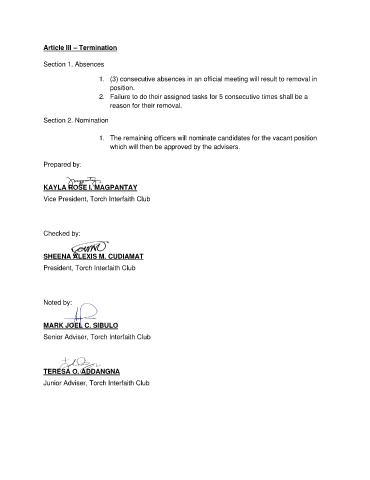 Article III – Termination
Section 1. Absences
1. (3) consecutive absences in an official meeting will result to removal in
position.
2. Failure to do their assigned tasks for 5 consecutive times shall be a
reason for their removal.
Section 2. Nomination
1. The remaining officers will nominate candidates for the vacant position
which will then be approved by the advisers.
Prepared by:
KAYLA ROSE I. MAGPANTAY
Vice President, Torch Interfaith Club
Checked by:
SHEENA ALEXIS M. CUDIAMAT
President, Torch Interfaith Club
Noted by:
MARK JOEL C. SIBULO
Senior Adviser, Torch Interfaith Club
TERESA O. ADDANGNA
Junior Adviser, Torch Interfaith Club